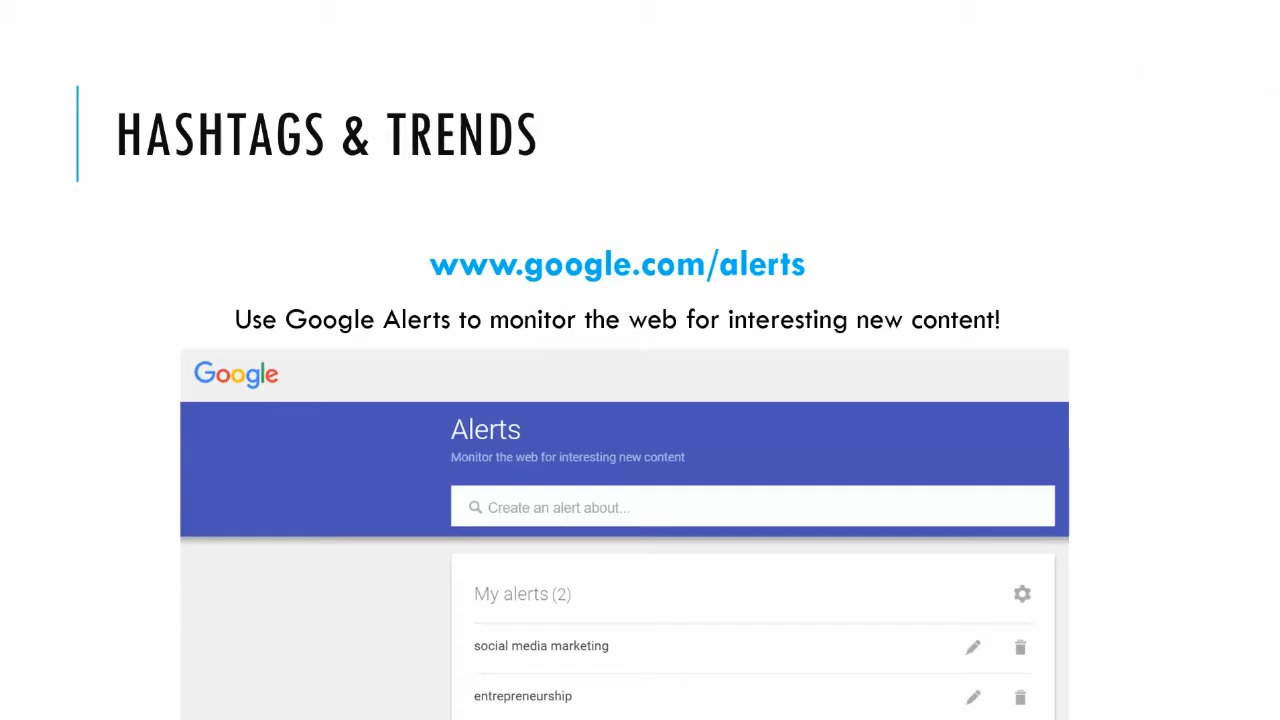 HASHTAGS & TRENDS
www.google.com/alerts
Use Google Alerts to monitor the web for interesting new content!
Google
Alerts
Monitor the web for interesting new content
Create an alert about...
My alerts (2)
social media marketing
entrepreneurship